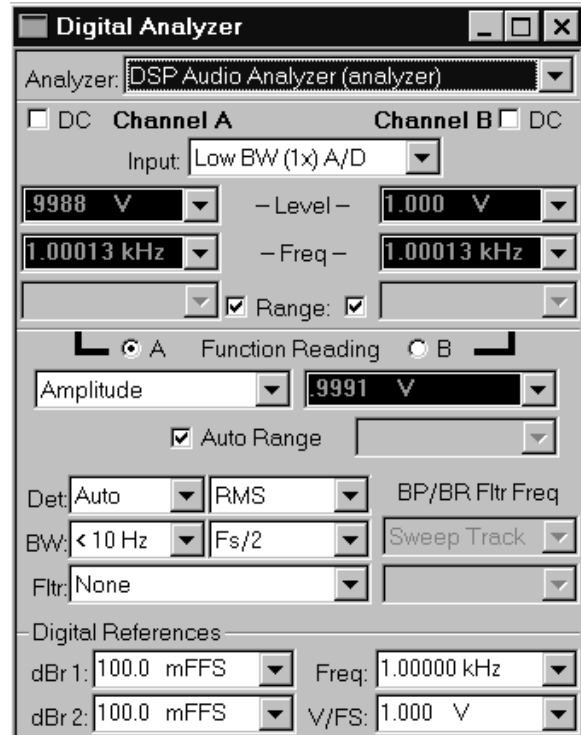 Digital Analyzer
Analyzer: DSP Audio Analyzer (analyzer)
DC Channel A Channel B DC
Input: Low BW (1x) A/D
.9988 V – Level – 1.000 V
1.00013 kHz – Freq – 1.00013 kHz
Range:
A Function Reading B
Amplitude .9991 V
Auto Range
Det: Auto RMS BP/BR Fltr Freq
BW: < 10 Hz Fs/2 Sweep Track
Fltr: None
Digital References
dBr 1: 100.0 mFFS Freq: 1.00000 kHz
dBr 2: 100.0 mFFS V/FS: 1.000 V